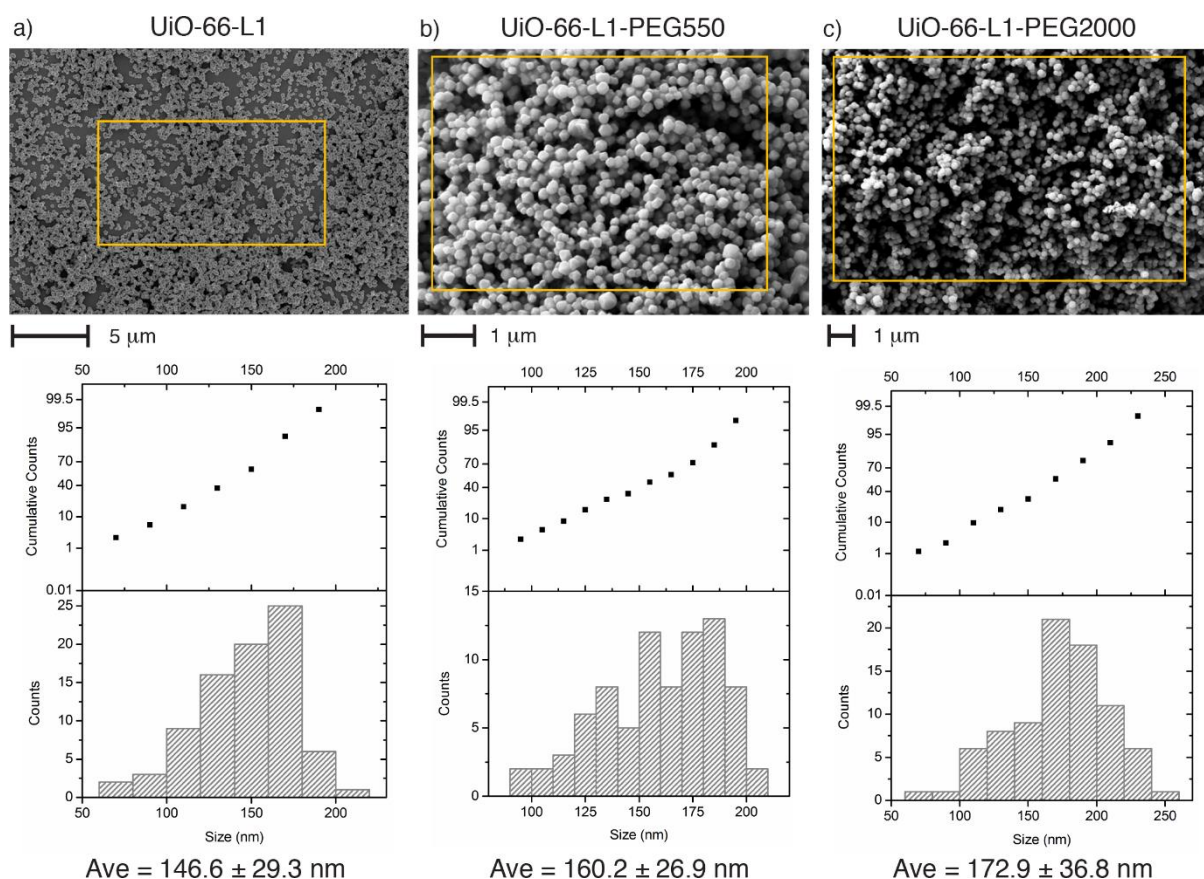 a) UiO-66-L1
b) UiO-66-L1-PEG550
c) UiO-66-L1-PEG2000
5 μm
1 μm
1 μm
50 100 150 200
99.5
95
70
40
10
1
0.01
Cumulative Counts
25
20
15
10
5
0
Counts
50 100 150 200
Size (nm)
Ave = 146.6 ± 29.3 nm
100 125 150 175 200
99.5
95
70
40
10
1
Cumulative Counts
15
10
5
0
Counts
100 125 150 175 200
Size (nm)
Ave = 160.2 ± 26.9 nm
50 100 150 200 250
99.5
95
70
40
10
1
0.01
Cumulative Counts
20
15
10
5
0
Counts
50 100 150 200 250
Size (nm)
Ave = 172.9 ± 36.8 nm